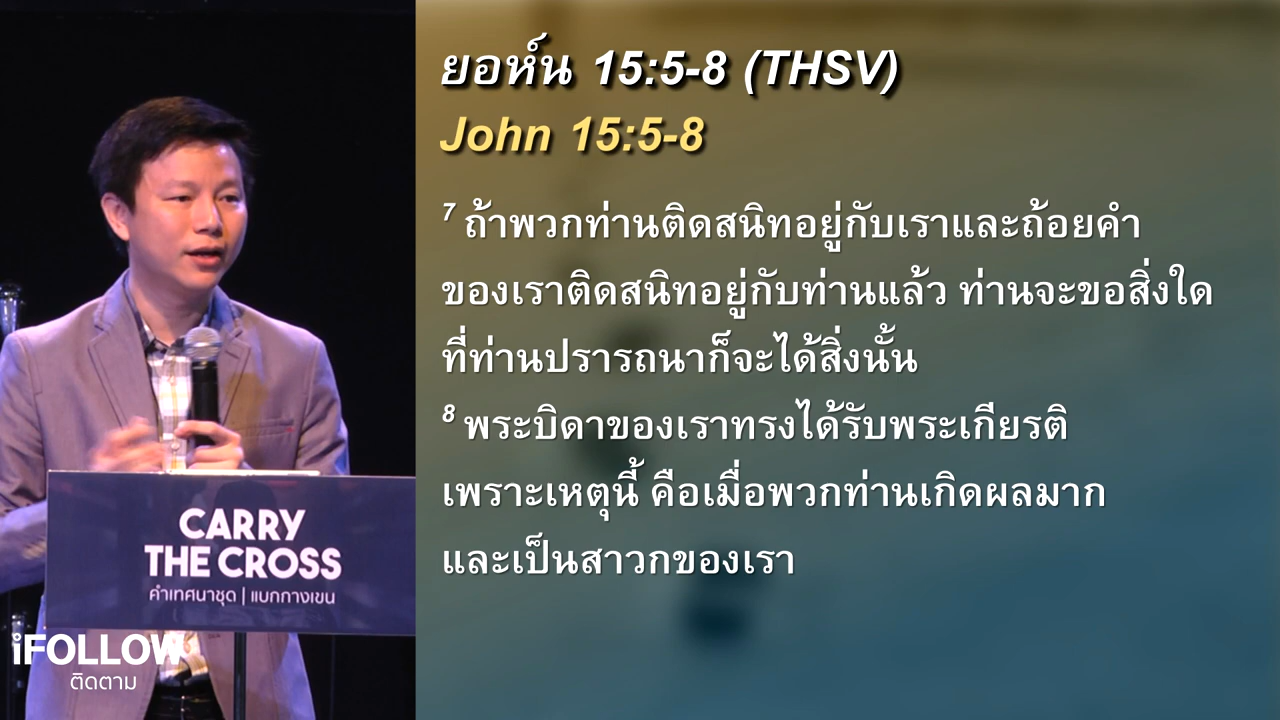 ยอห์น 15:5-8 (THSV)
John 15:5-8
7 ถ้าพวกท่านติดสนิทอยู่กับเราและถ้อยคำ
ของเราติดสนิทอยู่กับท่านแล้ว ท่านจะขอสิ่งใด
ที่ท่านปรารถนาก็จะได้สิ่งนั้น
8 พระบิดาของเราทรงได้รับพระเกียรติ
เพราะเหตุนี้ คือเมื่อพวกท่านเกิดผลมาก
และเป็นสาวกของเรา
CARRY
THE CROSS
คำเทศนาชุด | แบกกางเขน
iFOLLOW
ติดตาม